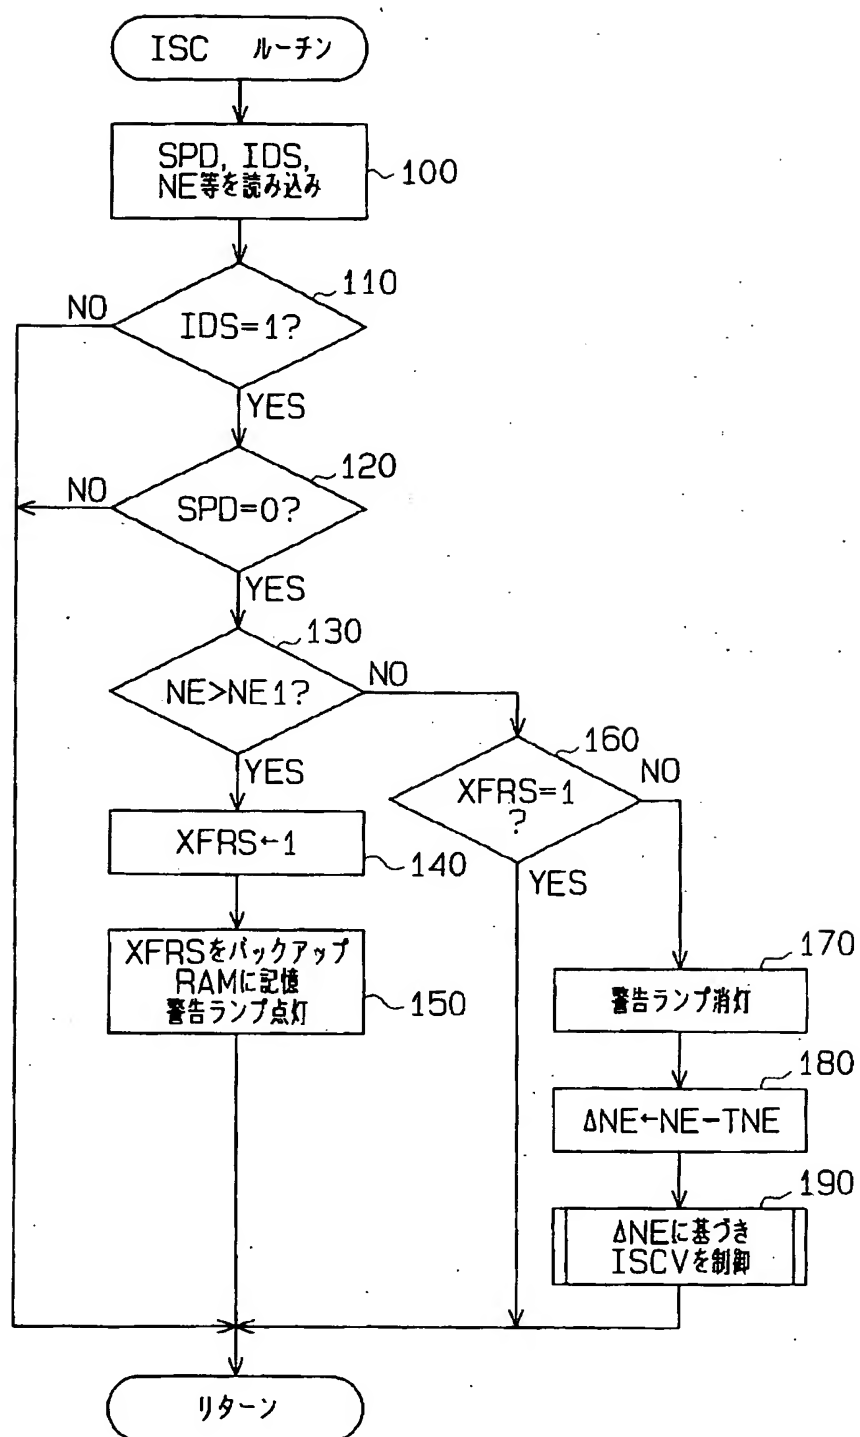 ISC ルーチン
SPD, IDS,
NE等を読み込み
100
110
IDS=1?
NO
YES
120
SPD=0?
NO
YES
130
NE>NE1?
NO
YES
160
XFRS=1
?
NO
YES
XFRS←1
140
XFRSをバックアップ
RAMに記憶
警告ランプ点灯
150
170
警告ランプ消灯
180
ΔNE←NE-TNE
190
ΔNEに基づき
ISCVを制御
リターン